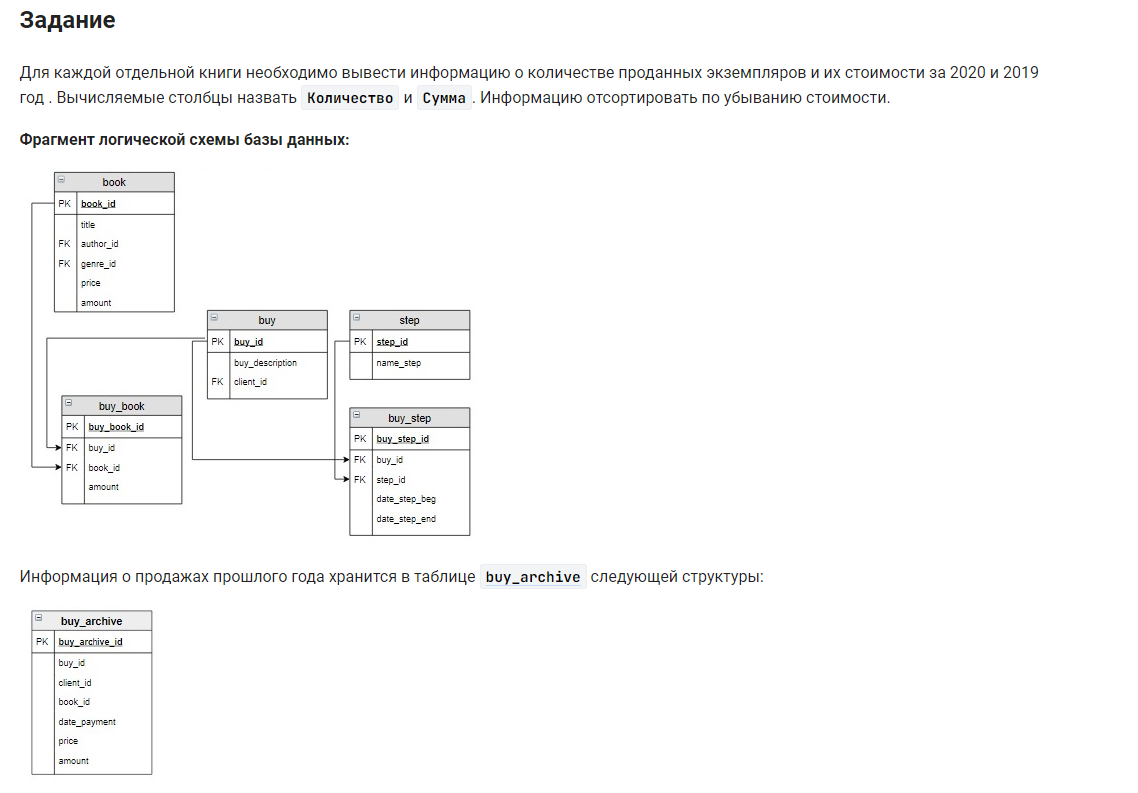 Задание
Для каждой отдельной книги необходимо вывести информацию о количестве проданных экземпляров и их стоимости за 2020 и 2019
год . Вычисляемые столбцы назвать Количество и Сумма . Информацию отсортировать по убыванию стоимости.
Фрагмент логической схемы базы данных:
book
PK book_id
title
FK author_id
FK genre_id
price
amount
buy
PK buy_id
buy_description
FK client_id
step
PK step_id
name_step
buy_book
PK buy_book_id
FK buy_id
FK book_id
amount
buy_step
PK buy_step_id
FK buy_id
FK step_id
date_step_beg
date_step_end
Информация о продажах прошлого года хранится в таблице buy_archive следующей структуры:
buy_archive
PK buy_archive_id
buy_id
client_id
book_id
date_payment
price
amount